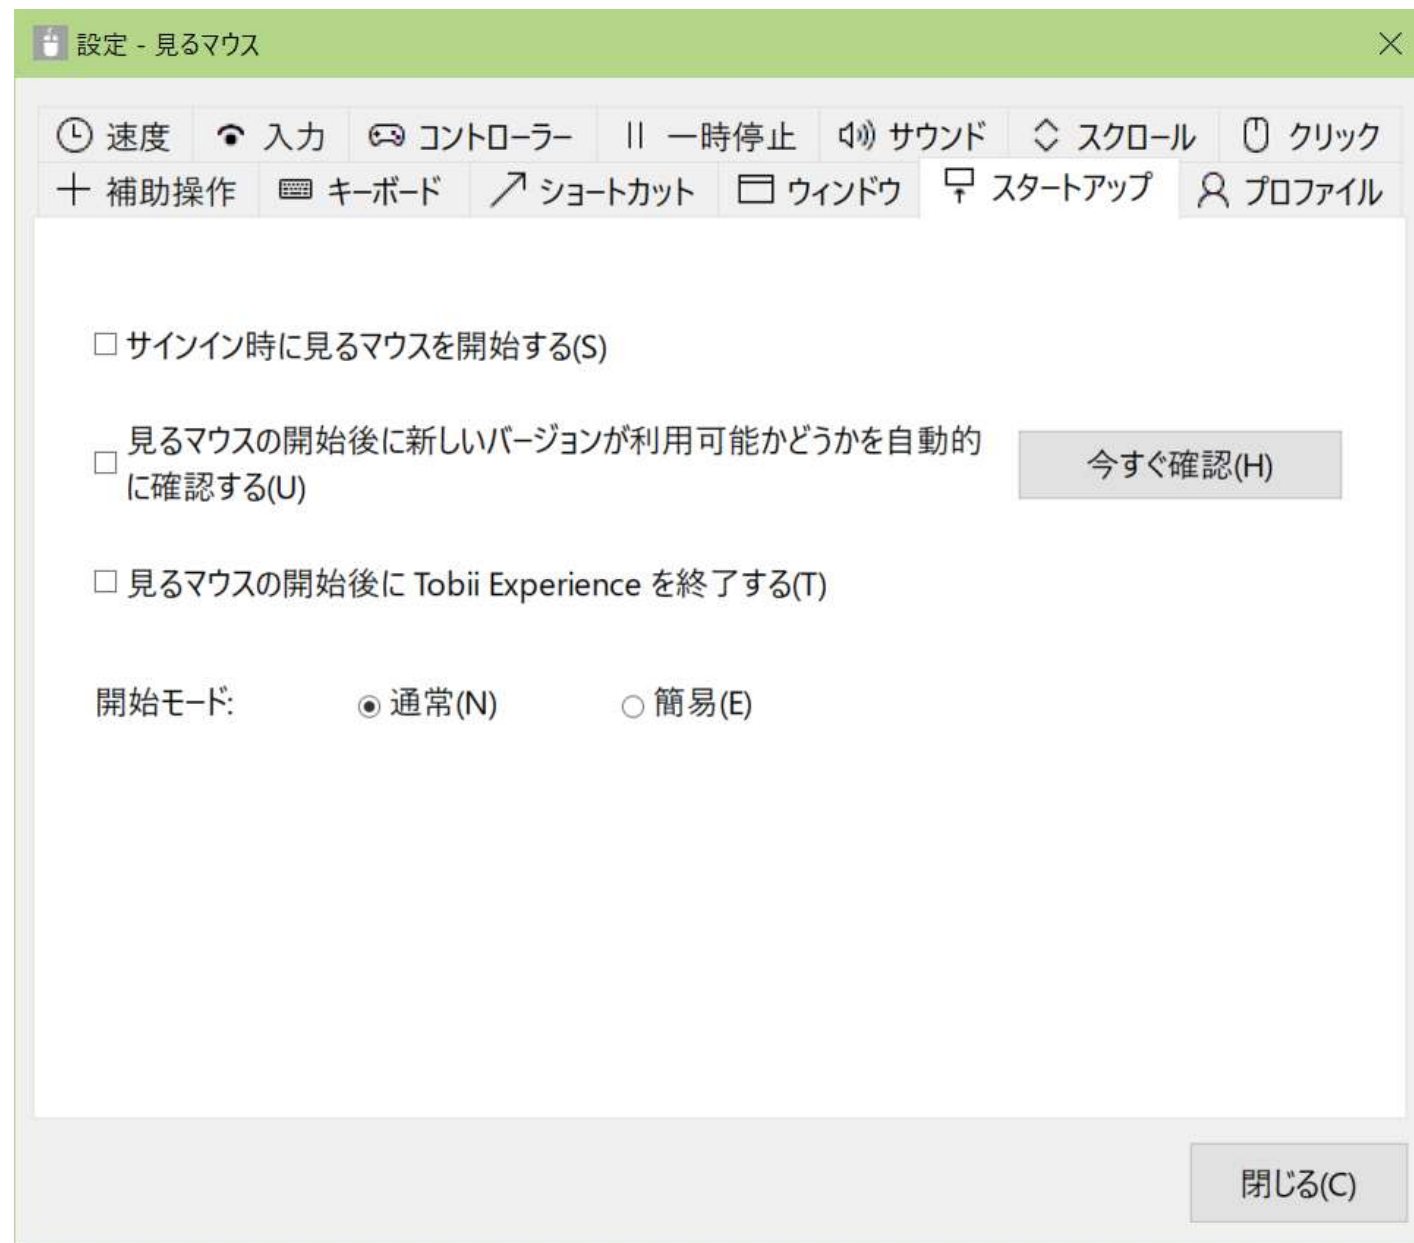 設定 - 見るマウス
速度 入力 コントローラー 一時停止 サウンド スクロール クリック
補助操作 キーボード ショートカット ウィンドウ スタートアップ プロファイル
サインイン時に見るマウスを開始する(S)
見るマウスの開始後に新しいバージョンが利用可能かどうかを自動的
に確認する(U)
今すぐ確認(H)
見るマウスの開始後に Tobii Experience を終了する(T)
開始モード: 通常(N) 簡易(E)
閉じる(C)